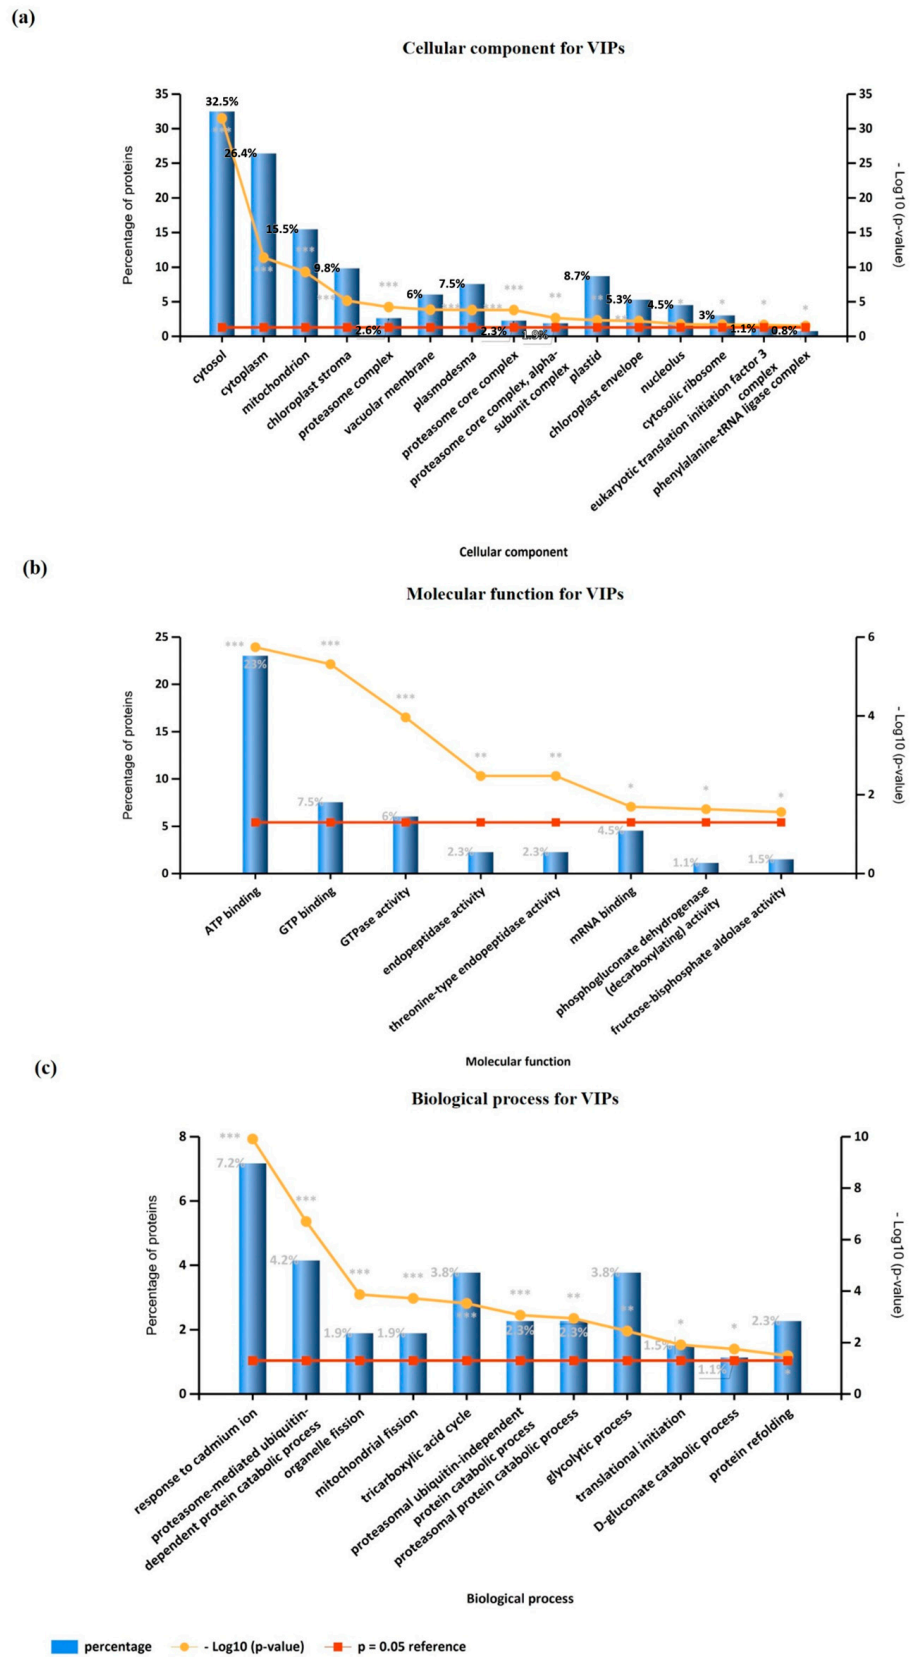 (a)
Cellular component for VIPs
Percentage of proteins
- Log10 (p-value)
35
30
25
20
15
10
5
0
35
30
25
20
15
10
5
0
32.5%
26.4%
15.5%
9.8%
2.6%
6%
7.5%
2.3%
8.7%
5.3%
4.5%
3%
1.1%
0.8%
***
***
***
***
***
***
***
***
**
**
**
*
*
*
*
cytosol
cytoplasm
mitochondrion
chloroplast stroma
proteasome complex
vacuolar membrane
plasmodesma
proteasome core complex
proteasome core complex, alpha-
subunit complex
plastid
chloroplast envelope
nucleolus
cytosolic ribosome
eukaryotic translation initiation factor 3
complex
phenylalanine-tRNA ligase complex
Cellular component
(b)
Molecular function for VIPs
Percentage of proteins
- Log10 (p-value)
25
20
15
10
5
0
6
4
2
0
23%
7.5%
6%
2.3%
2.3%
4.5%
1.1%
1.5%
***
***
***
**
**
*
*
*
ATP binding
GTP binding
GTPase activity
endopeptidase activity
threonine-type endopeptidase activity
mRNA binding
phosphogluconate dehydrogenase
(decarboxylating) activity
fructose-bisphosphate aldolase activity
Molecular function
(c)
Biological process for VIPs
Percentage of proteins
- Log10 (p-value)
8
6
4
2
0
10
8
6
4
2
0
7.2%
4.2%
1.9%
1.9%
3.8%
2.3%
2.3%
3.8%
1.5%
1.1%
2.3%
***
***
***
***
***
***
**
**
*
*
*
response to cadmium ion
proteasome-mediated ubiquitin-
dependent protein catabolic process
organelle fission
mitochondrial fission
tricarboxylic acid cycle
proteasomal ubiquitin-independent
protein catabolic process
proteasomal protein catabolic process
glycolytic process
translational initiation
D-gluconate catabolic process
protein refolding
Biological process
percentage
- Log10 (p-value)
p = 0.05 reference